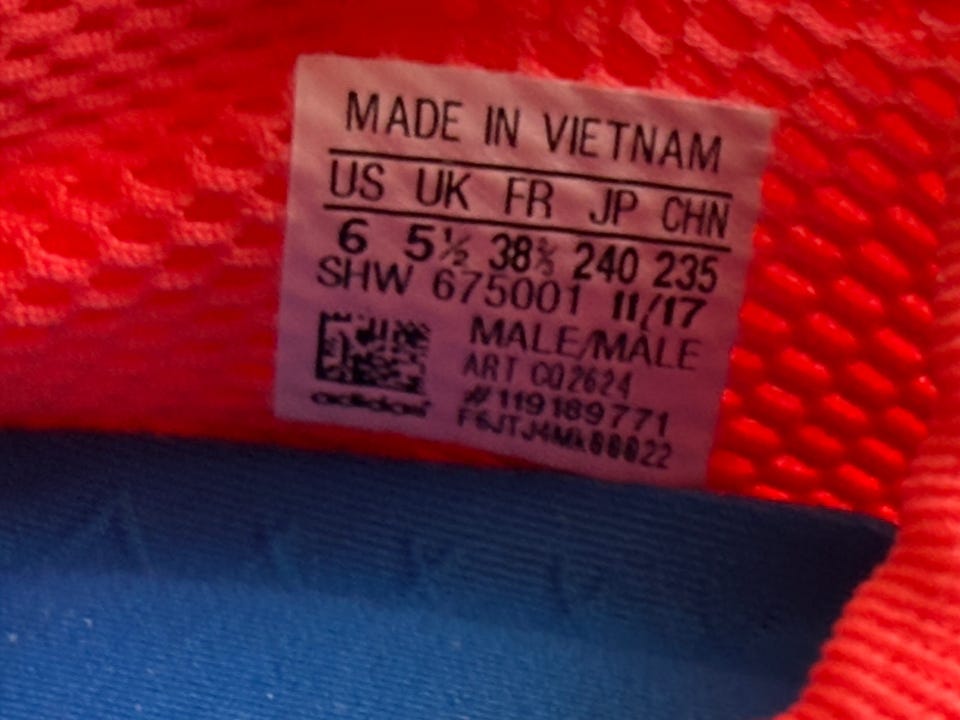 MADE IN VIETNAM
US UK FR JP CHN
6 5½ 38⅔ 240 235
SHW 675001 11/17
MALE/MALE
ART CQ2624
adidas
#119189771